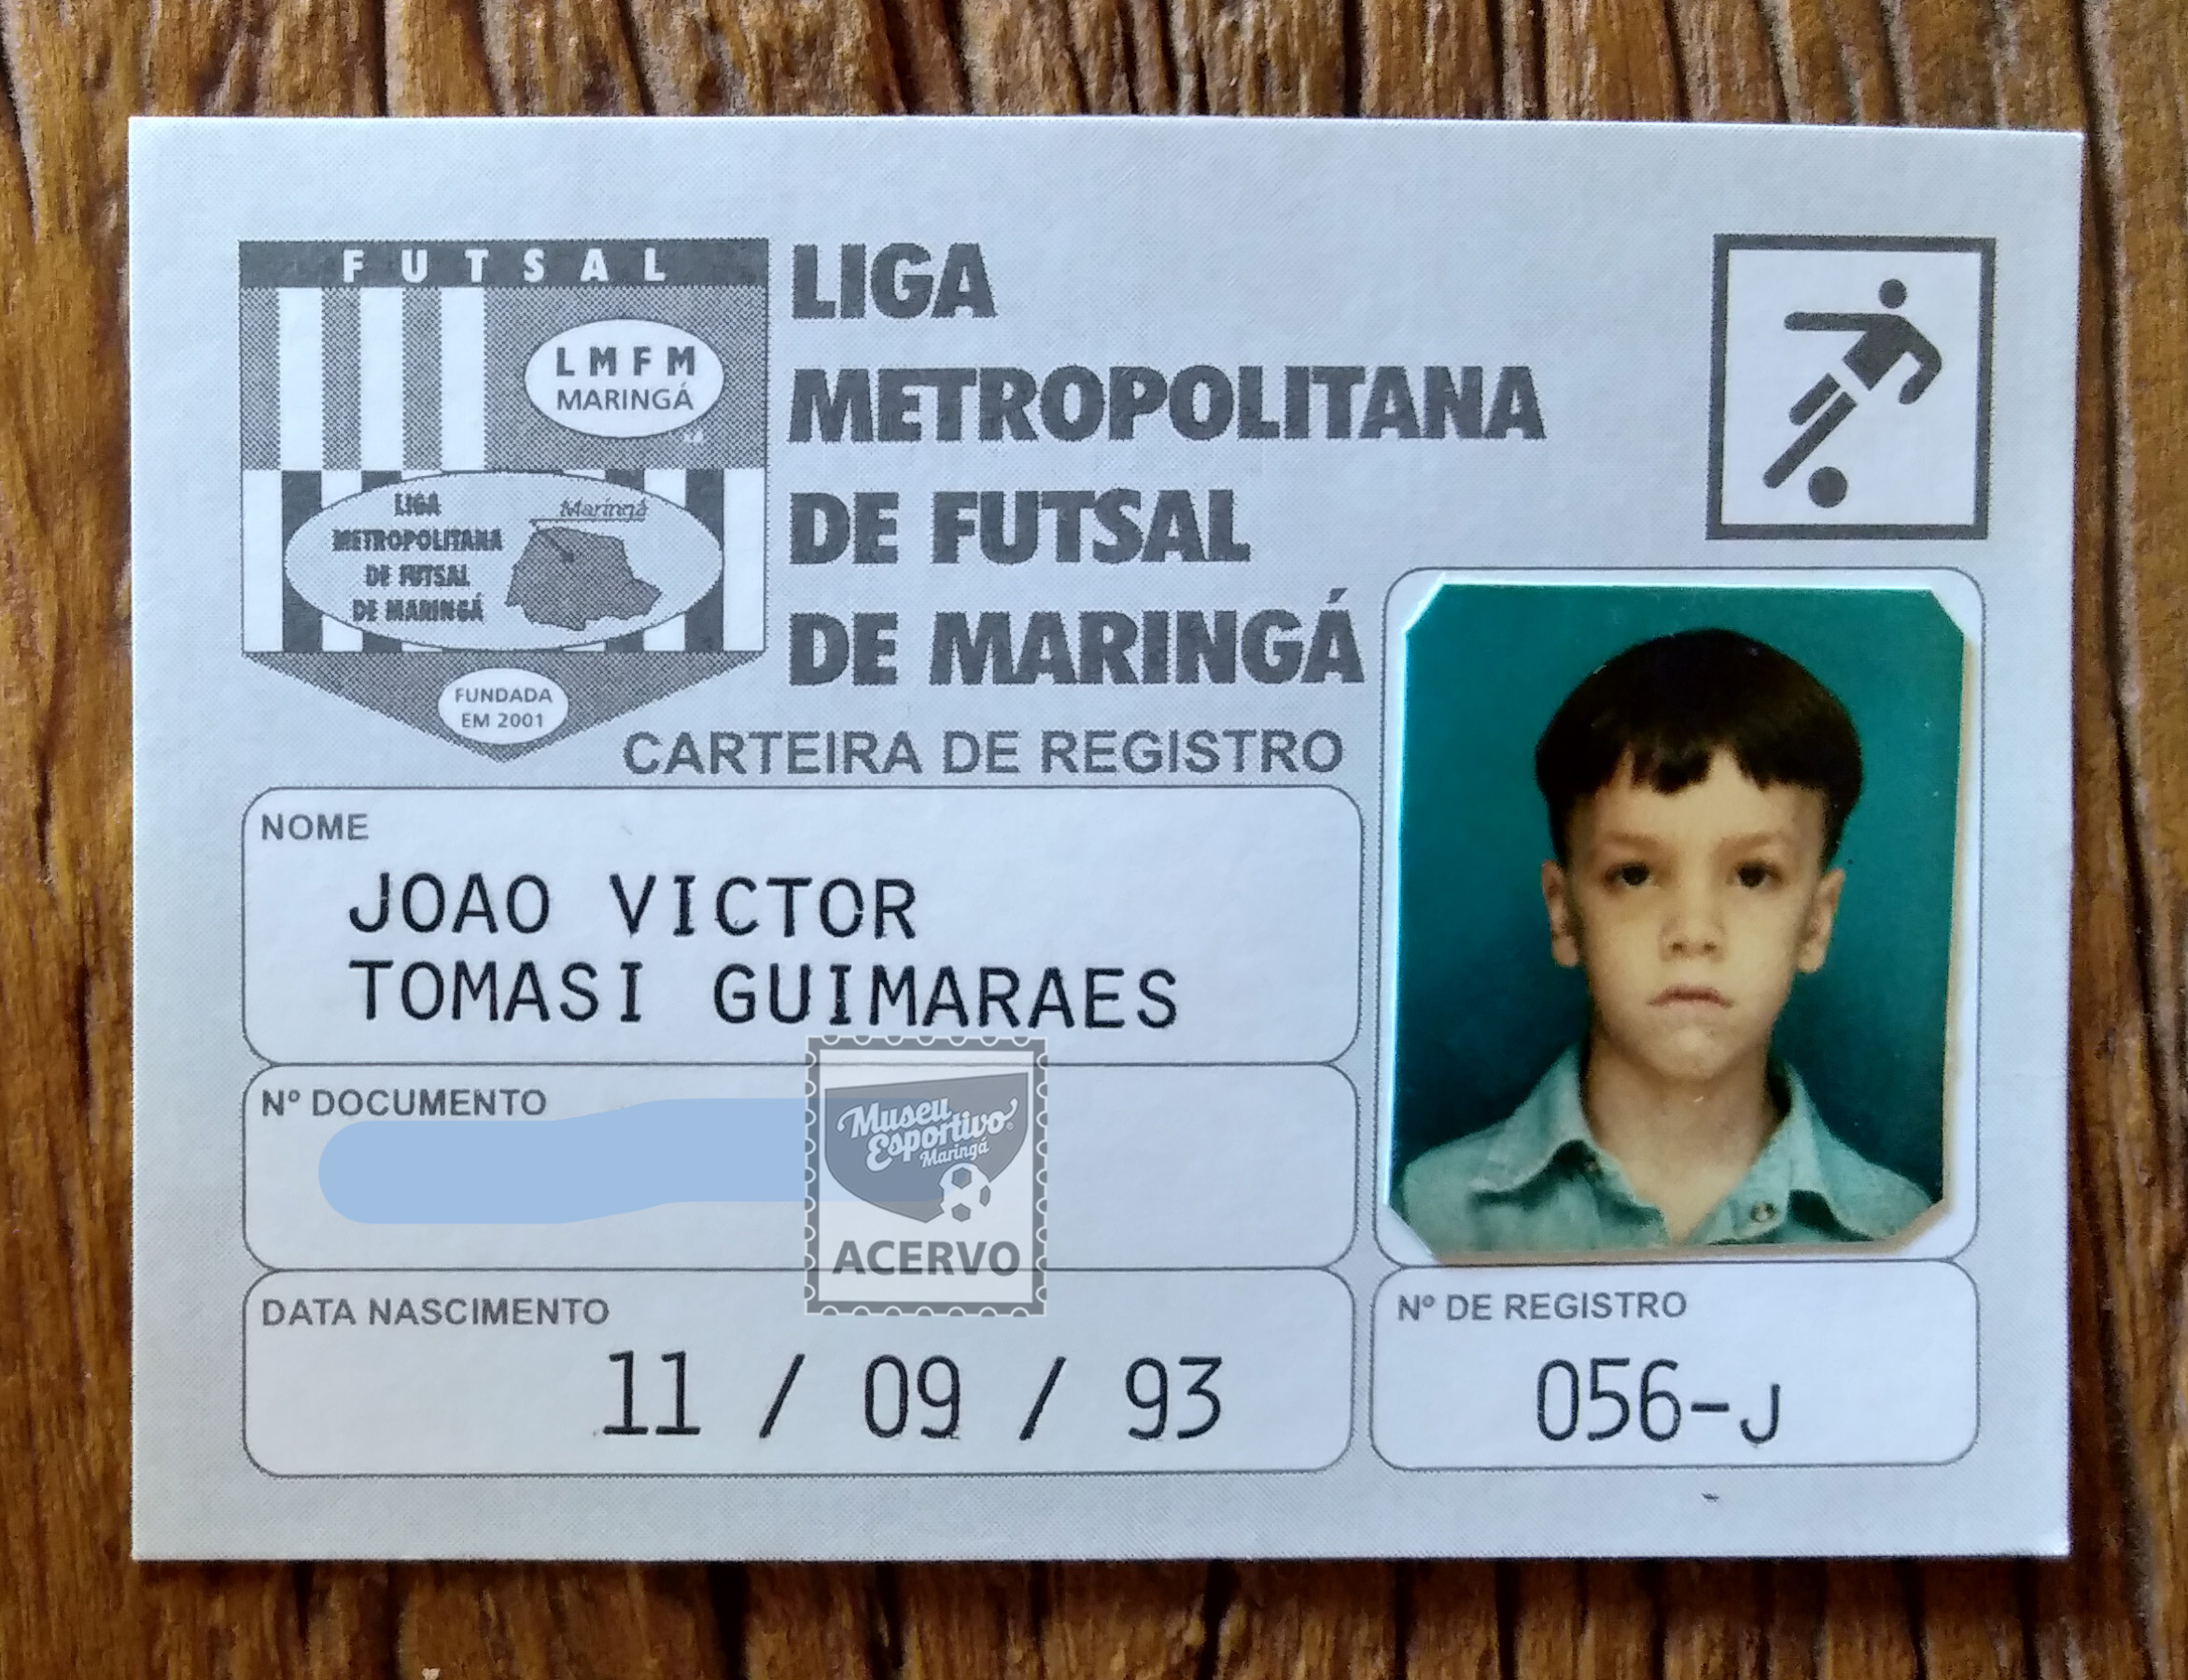 FUTSAL
LMFM
MARINGÁ
LIGA
METROPOLITANA
DE FUTSAL
DE MARINGÁ
Maringá
FUNDADA
EM 2001
LIGA
METROPOLITANA
DE FUTSAL
DE MARINGÁ
CARTEIRA DE REGISTRO
NOME
JOAO VICTOR
TOMASI GUIMARAES
Nº DOCUMENTO
Museu
Esportivo
Maringá
ACERVO
DATA NASCIMENTO
11 / 09 / 93
Nº DE REGISTRO
056-J